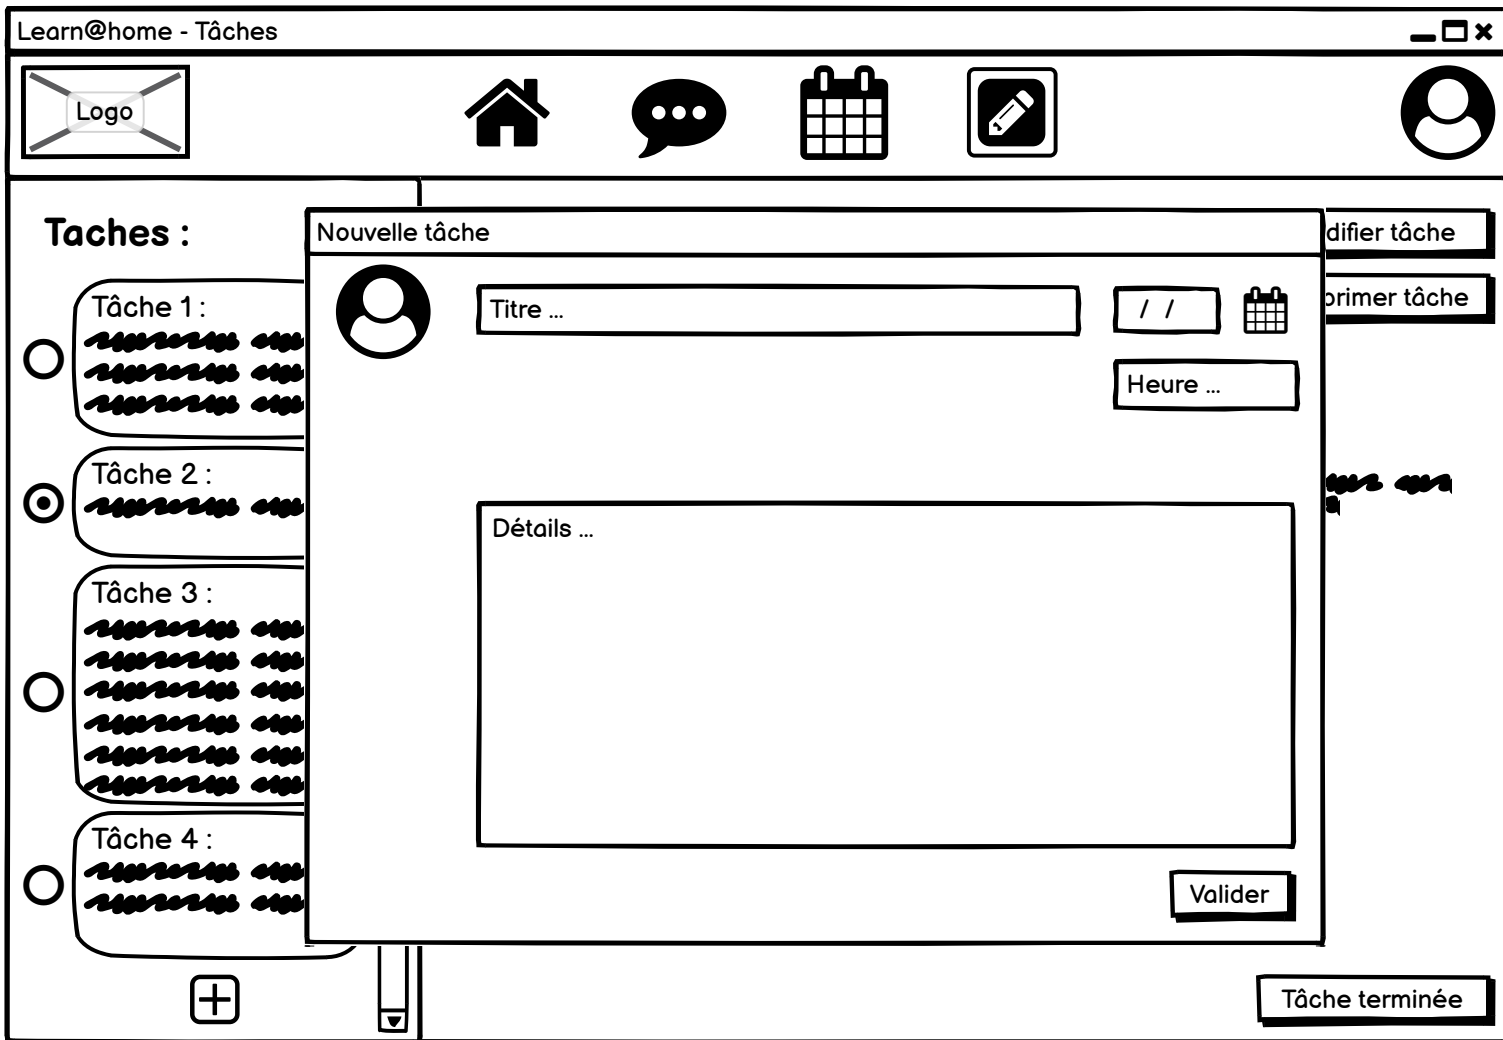 Learn@home - Tâches
Logo
Taches :
Nouvelle tâche
difier tâche
Titre ...
/ /
primer tâche
Tâche 1 :
Heure ...
Tâche 2 :
Détails ...
Tâche 3 :
Tâche 4 :
Valider
Tâche terminée